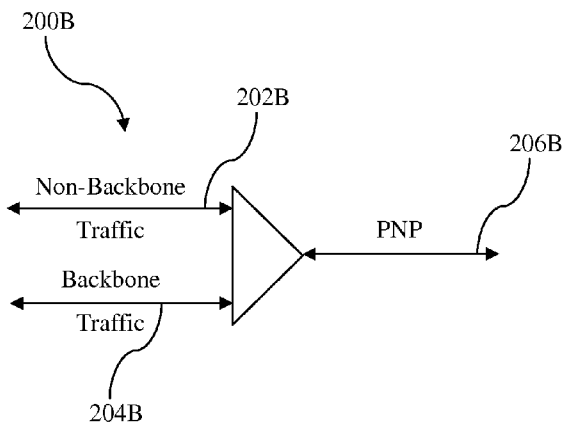 200B
202B
206B
Non-Backbone
Traffic
PNP
Backbone
Traffic
204B